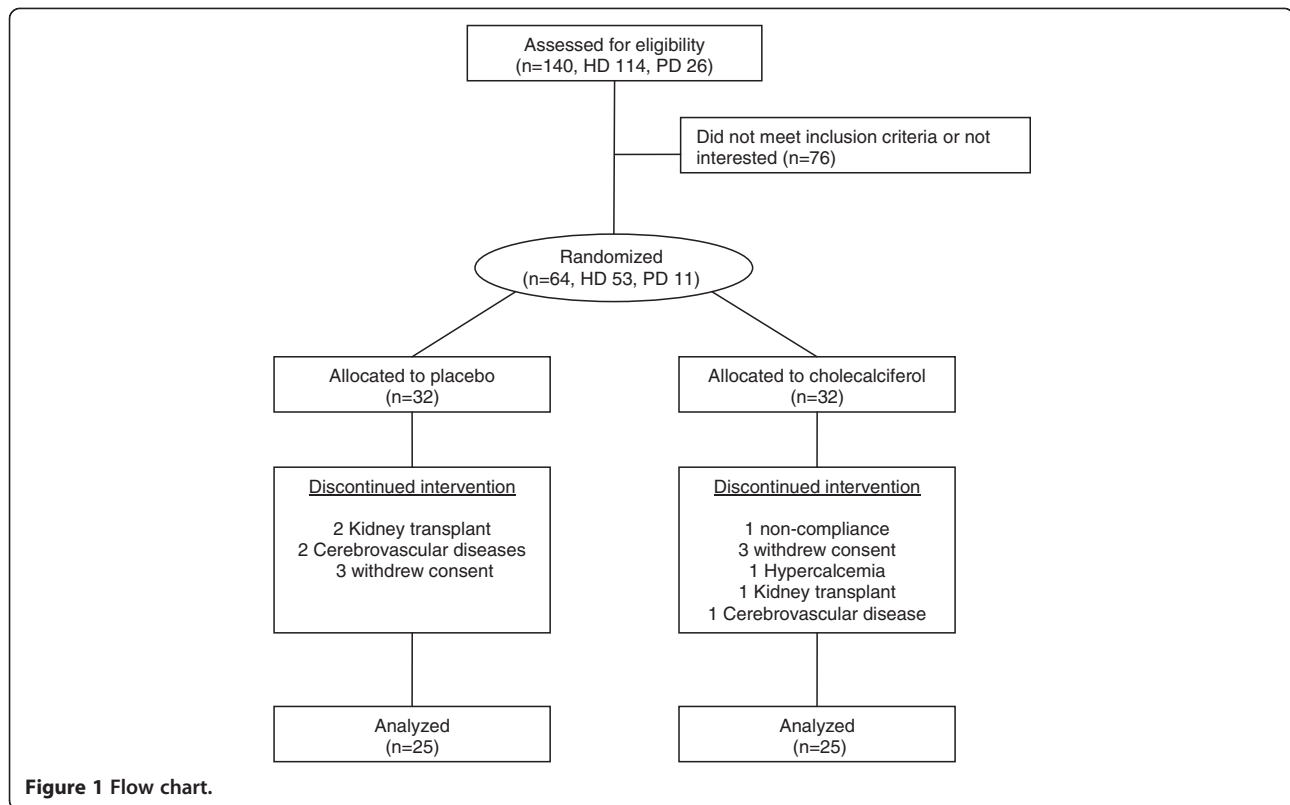 Assessed for eligibility
(n=140, HD 114, PD 26)
Did not meet inclusion criteria or not
interested (n=76)
Randomized
(n=64, HD 53, PD 11)
Allocated to placebo
(n=32)
Allocated to cholecalciferol
(n=32)
Discontinued intervention
2 Kidney transplant
2 Cerebrovascular diseases
3 withdrew consent
Discontinued intervention
1 non-compliance
3 withdrew consent
1 Hypercalcemia
1 Kidney transplant
1 Cerebrovascular disease
Analyzed
(n=25)
Analyzed
(n=25)
Figure 1 Flow chart.